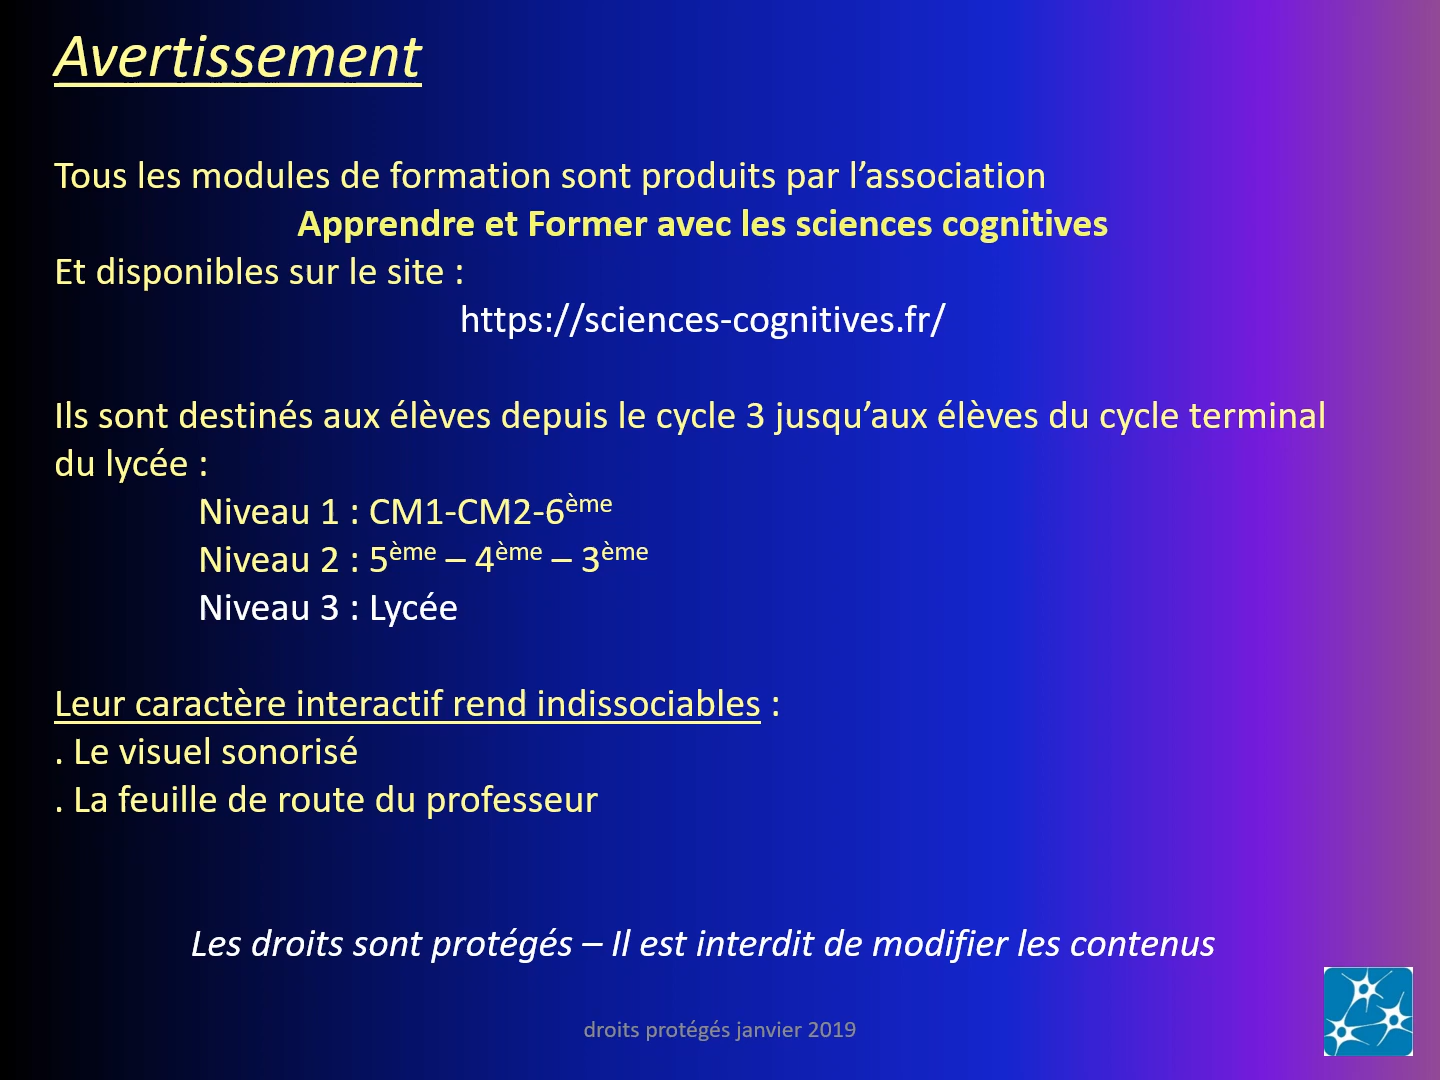 Avertissement
Tous les modules de formation sont produits par l’association
Apprendre et Former avec les sciences cognitives
Et disponibles sur le site :
https://sciences-cognitives.fr/
Ils sont destinés aux élèves depuis le cycle 3 jusqu’aux élèves du cycle terminal
du lycée :
Niveau 1 : CM1-CM2-6ème
Niveau 2 : 5ème – 4ème – 3ème
Niveau 3 : Lycée
Leur caractère interactif rend indissociables :
. Le visuel sonorisé
. La feuille de route du professeur
Les droits sont protégés – Il est interdit de modifier les contenus
droits protégés janvier 2019